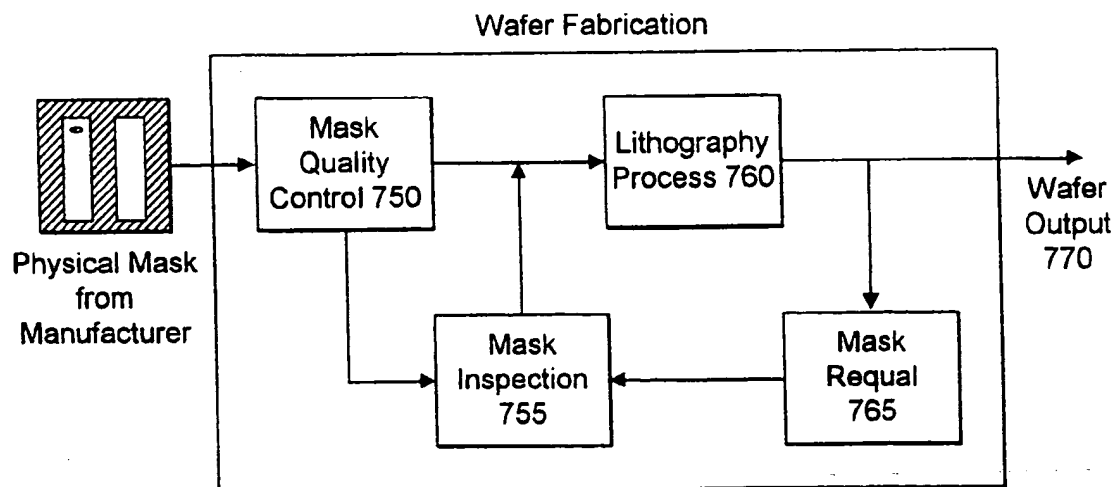 Wafer Fabrication
Mask
Quality
Control 750
Lithography
Process 760
Wafer
Output
770
Physical Mask
from
Manufacturer
Mask
Inspection
755
Mask
Requal
765